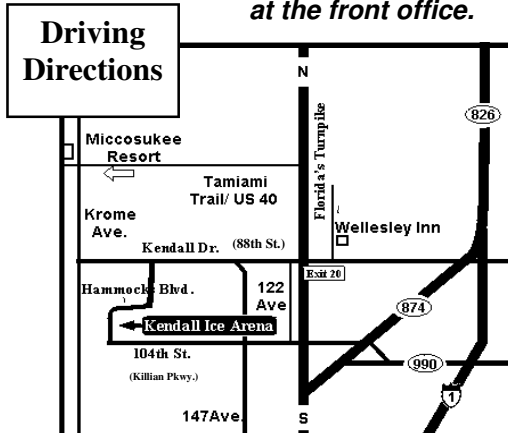 at the front office.
Driving
Directions
N
826
Miccosukee
Resort
Florida's Turnpike
Tamiami
Trail/ US 40
Krome
Ave.
Wellesley Inn
Kendall Dr. (88th St.)
Exit 20
Hammocks Blvd.
122
Ave
874
Kendall Ice Arena
104th St.
990
(Killian Pkwy.)
1
147Ave.
S